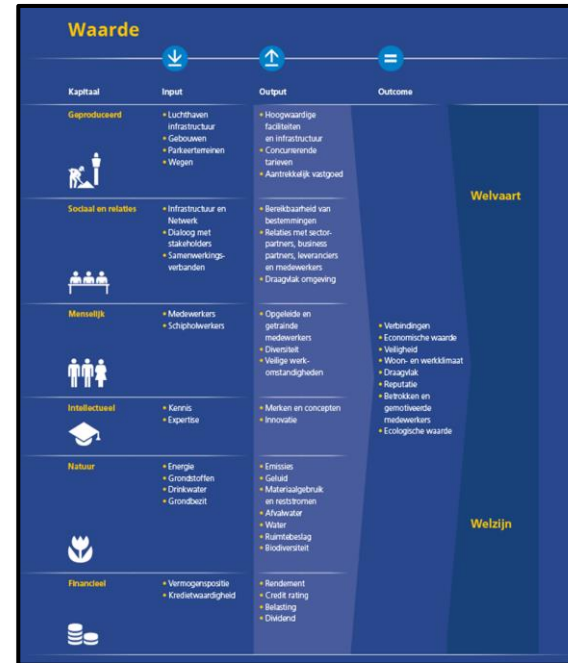 Waarde
Kapitaal
Input
Output
Outcome
Geproduceerd
• Luchthaven
infrastructuur
• Gebouwen
• Parkeerterreinen
• Wegen
• Hoogwaardige
faciliteiten
en infrastructuur
• Concurrerende
tarieven
• Aantrekkelijk vastgoed
Sociaal en relaties
• Infrastructuur en
Netwerk
• Dialoog met
stakeholders
• Samenwerkings-
verbanden
• Bereikbaarheid van
bestemmingen
• Relaties met sector-
partners, business
partners, leveranciers
en medewerkers
• Draagvlak omgeving
Menselijk
• Medewerkers
• Schipholwerkers
• Opgeleide en
getrainde
medewerkers
• Diversiteit
• Veilige werk-
omstandigheden
Intellectueel
• Kennis
• Expertise
• Merken en concepten
• Innovatie
Natuur
• Energie
• Grondstoffen
• Drinkwater
• Grondbezit
• Emissies
• Geluid
• Materiaalgebruik
en reststromen
• Afvalwater
• Water
• Ruimtebeslag
• Biodiversiteit
Financieel
• Vermogenspositie
• Kredietwaardigheid
• Rendement
• Credit rating
• Belasting
• Dividend
• Verbindingen
• Economische waarde
• Veiligheid
• Woon- en werkklimaat
• Draagvlak
• Reputatie
• Betrokken en
gemotiveerde
medewerkers
• Ecologische waarde
Welvaart
Welzijn